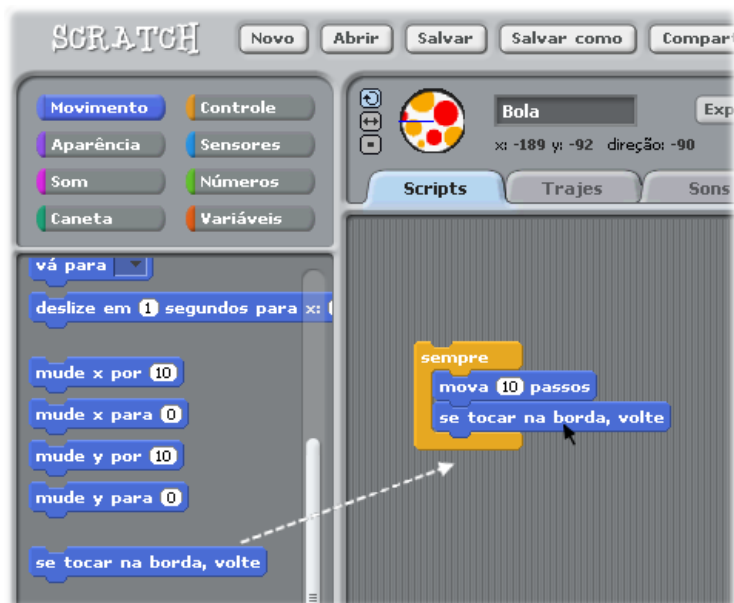 SCRATCH Novo Abrir Salvar Salvar como Compar
Movimento Controle
Aparência Sensores
Som Números
Caneta Variáveis
Bola Exp
x: -189 y: -92 direção: -90
Scripts Trajes Sons
vá para
deslize em 1 segundos para x:
mude x por 10
mude x para 0
mude y por 10
mude y para 0
se tocar na borda, volte
sempre
mova 10 passos
se tocar na borda, volte